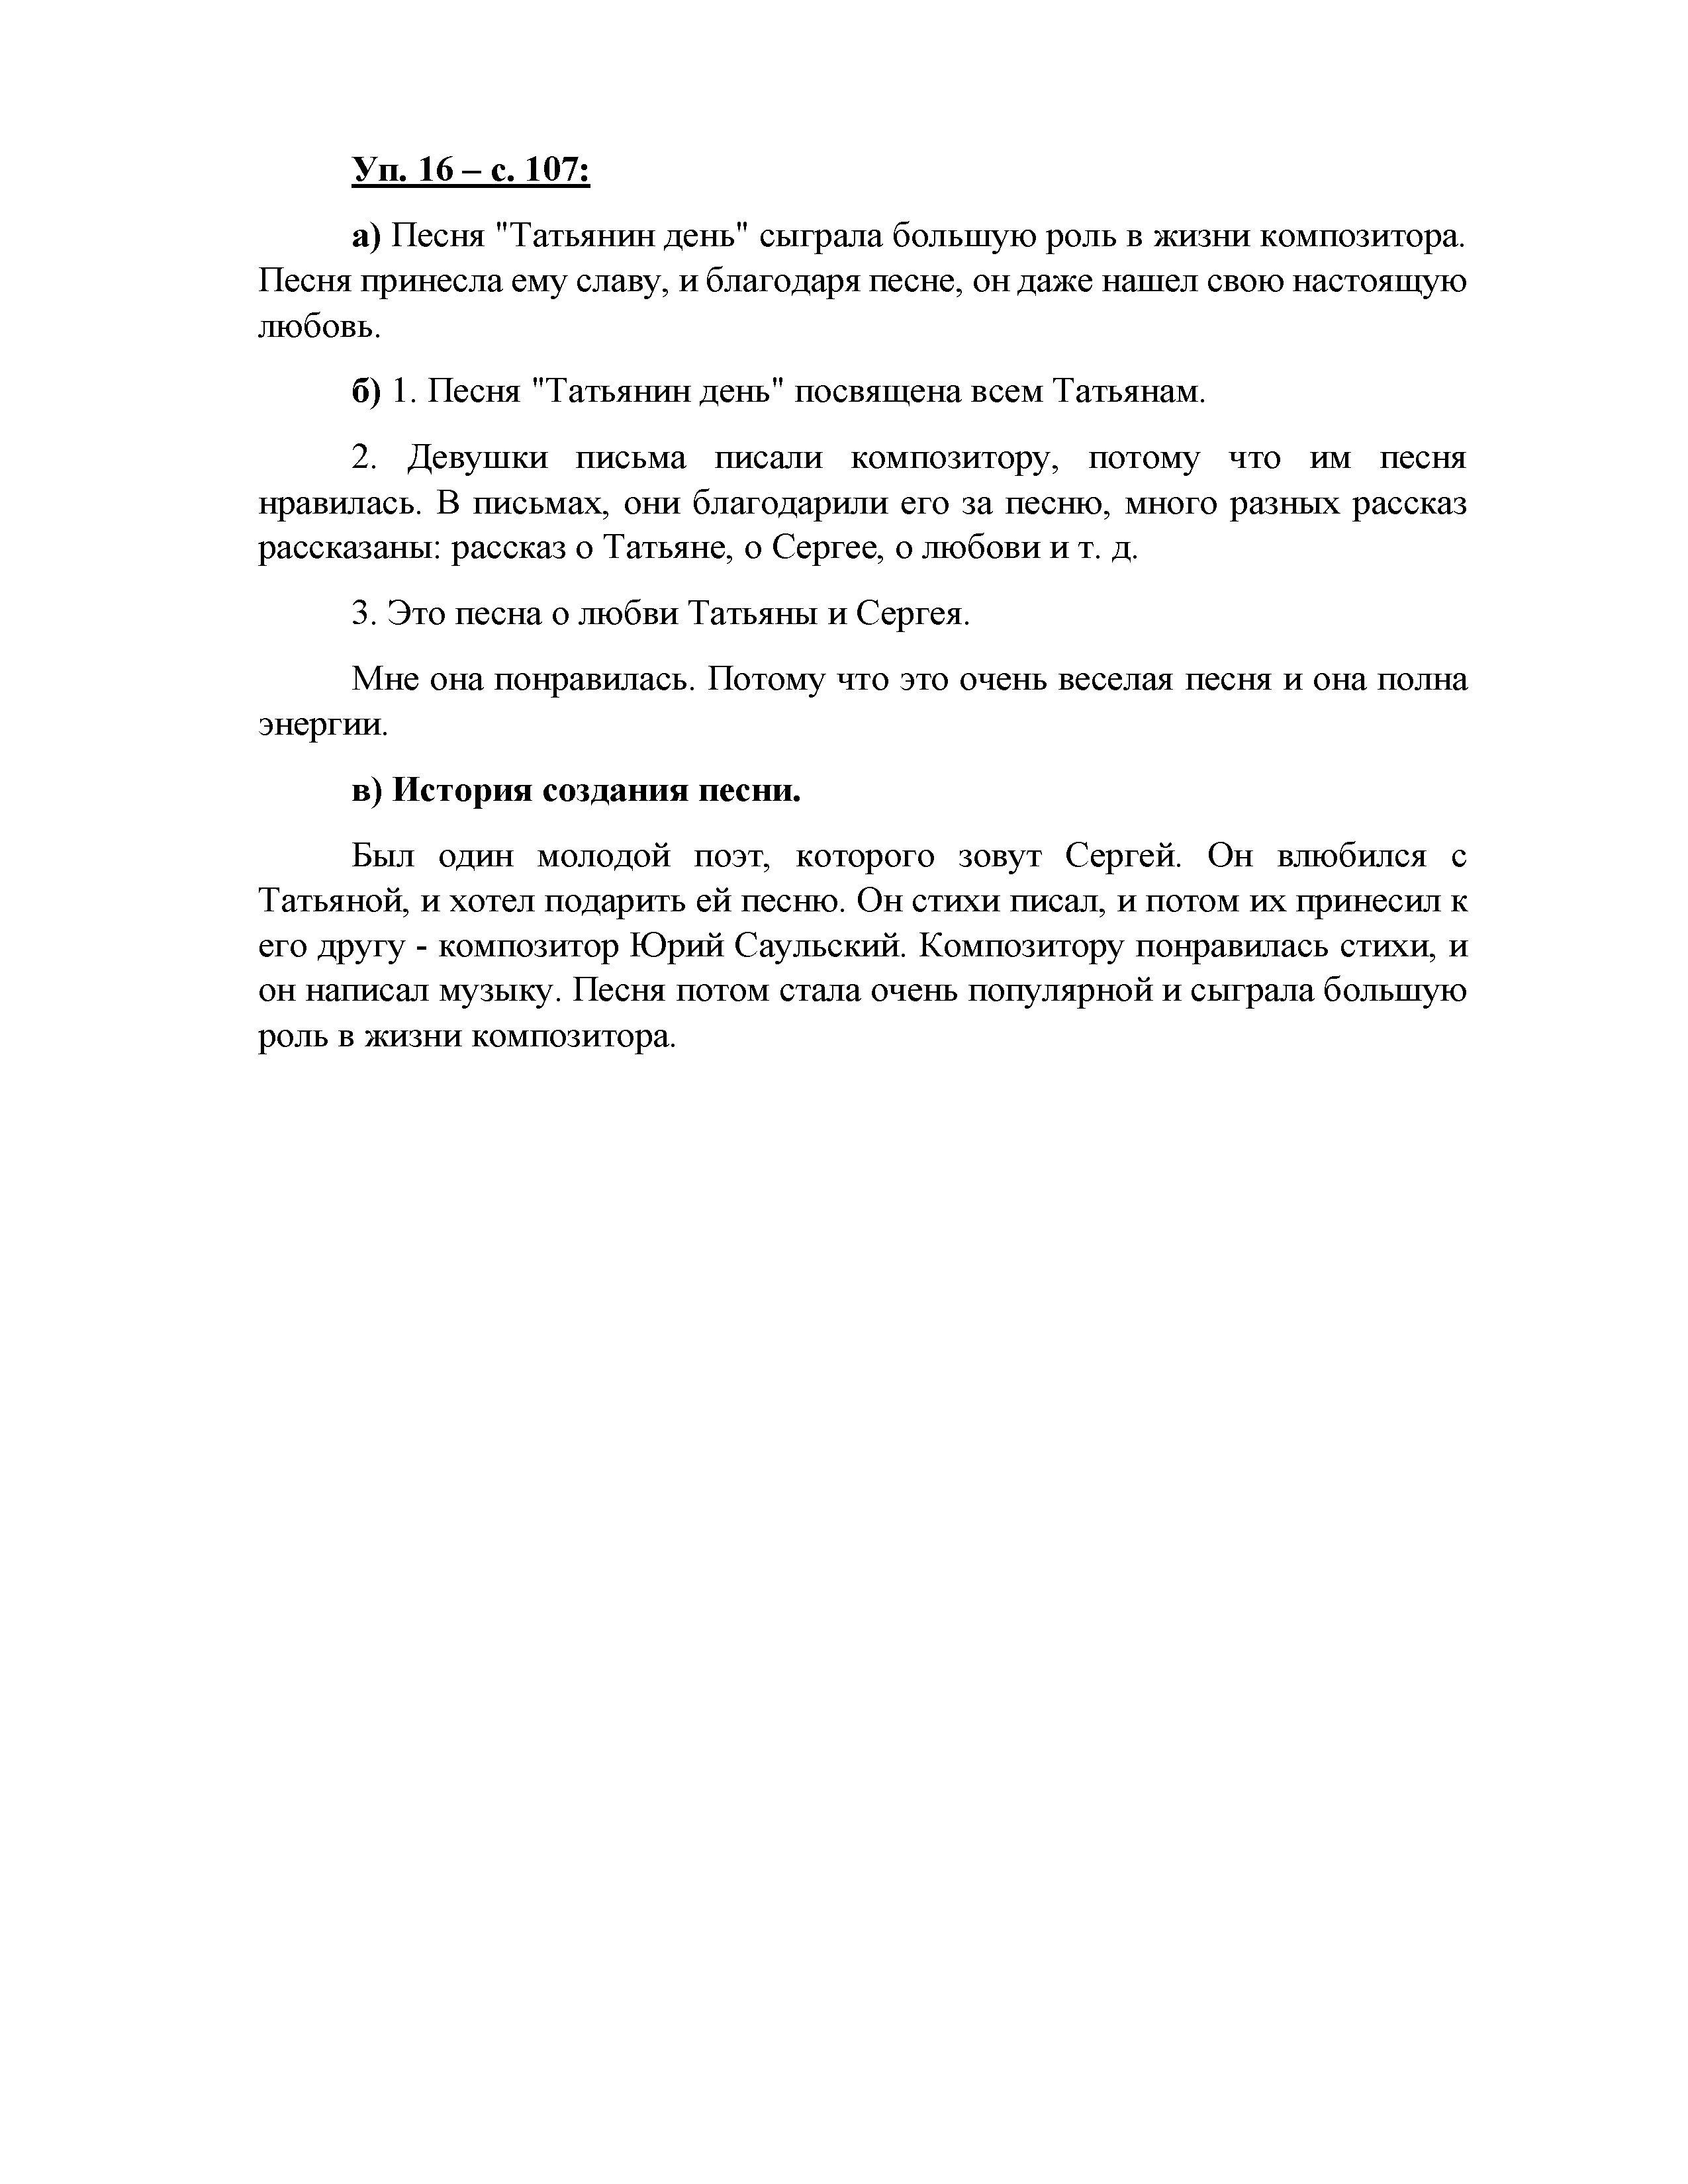 Уп. 16 – с. 107:
а) Песня "Татьянин день" сыграла большую роль в жизни композитора.
Песня принесла ему славу, и благодаря песне, он даже нашел свою настоящую
любовь.
б) 1. Песня "Татьянин день" посвящена всем Татьянам.
2. Девушки письма писали композитору, потому что им песня
нравилась. В письмах, они благодарили его за песню, много разных рассказ
рассказаны: рассказ о Татьяне, о Сергее, о любови и т. д.
3. Это песна о любви Татьяны и Сергея.
Мне она понравилась. Потому что это очень веселая песня и она полна
энергии.
в) История создания песни.
Был один молодой поэт, которого зовут Сергей. Он влюбился с
Татьяной, и хотел подарить ей песню. Он стихи писал, и потом их принесил к
его другу - композитор Юрий Саульский. Композитору понравилась стихи, и
он написал музыку. Песня потом стала очень популярной и сыграла большую
роль в жизни композитора.